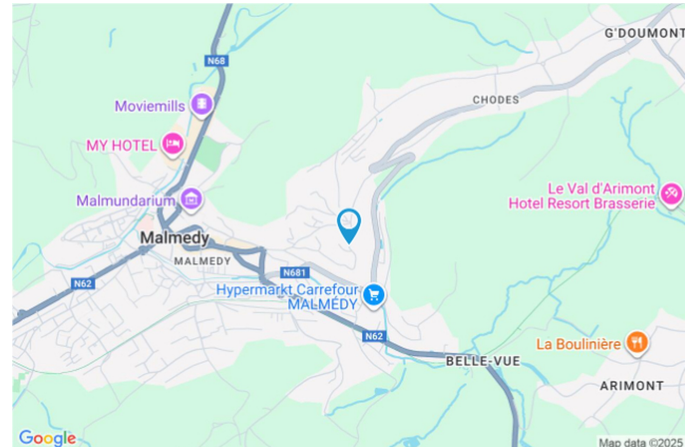 G'DOUMONT
N68
CHODES
Moviemills
MY HOTEL
Le Val d'Arimont
Hotel Resort Brasserie
Malmundarium
Malmedy
MALMEDY
N681
N62
Hypermarkt Carrefour
MALMÉDY
N62
La Boulinière
BELLE-VUE
ARIMONT
Google
Map data ©2025